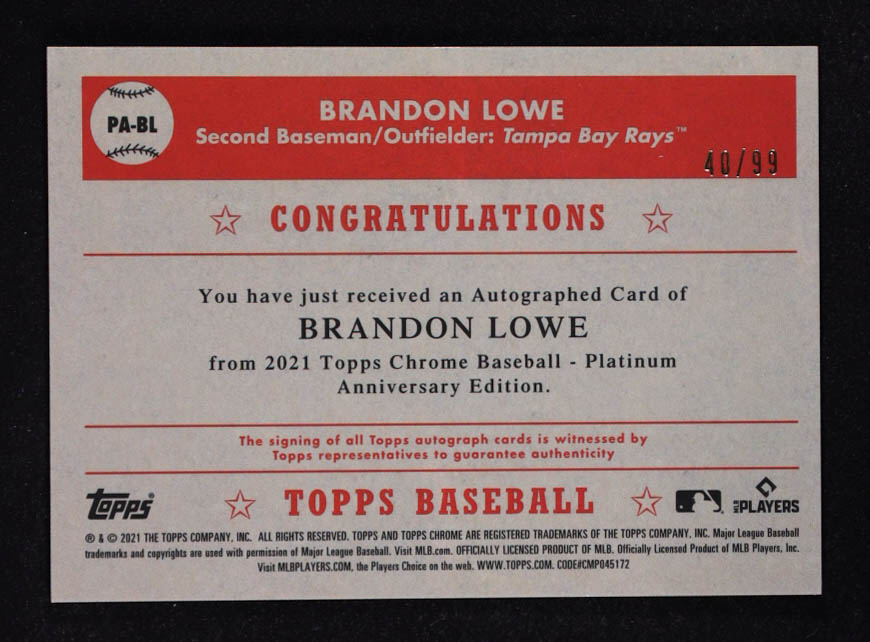 PA-BL
BRANDON LOWE
Second Baseman/Outfielder: Tampa Bay Rays™
40/99
CONGRATULATIONS
You have just received an Autographed Card of
BRANDON LOWE
from 2021 Topps Chrome Baseball - Platinum
Anniversary Edition.
The signing of all Topps autograph cards is witnessed by
Topps representatives to guarantee authenticity
Topps
TOPPS BASEBALL
MLB PLAYERS
® & © 2021 THE TOPPS COMPANY, INC. ALL RIGHTS RESERVED. TOPPS AND TOPPS CHROME ARE REGISTERED TRADEMARKS OF THE TOPPS COMPANY, INC. Major League Baseball
trademarks and copyrights are used with permission of Major League Baseball. Visit MLB.com. OFFICIALLY LICENSED PRODUCT OF MLB. Officially Licensed Product of MLB Players, Inc.
Visit MLBPLAYERS.COM, the Players Choice on the web. WWW.TOPPS.COM. CODE#CMP045172